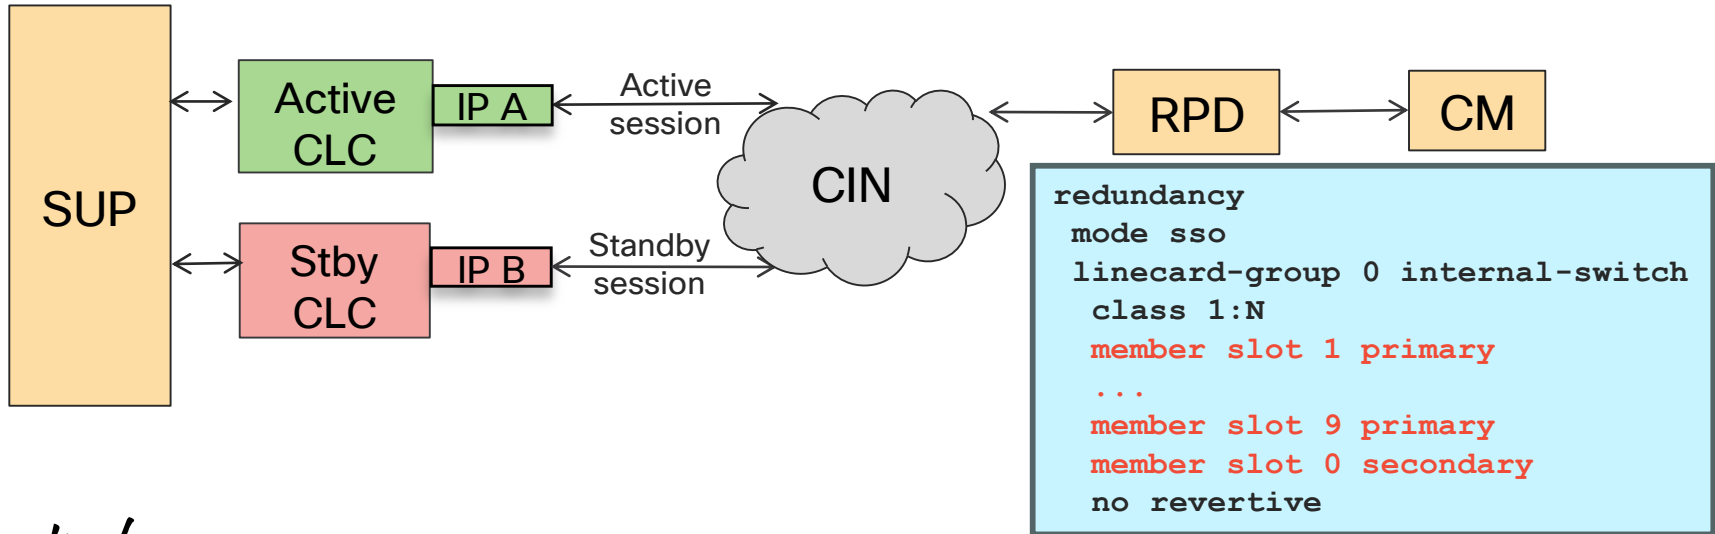 SUP
Active
CLC
IP A
Active
session
Stby
CLC
IP B
Standby
session
CIN
RPD
CM
redundancy
mode sso
linecard-group 0 internal-switch
class 1:N
member slot 1 primary
...
member slot 9 primary
member slot 0 secondary
no revertive